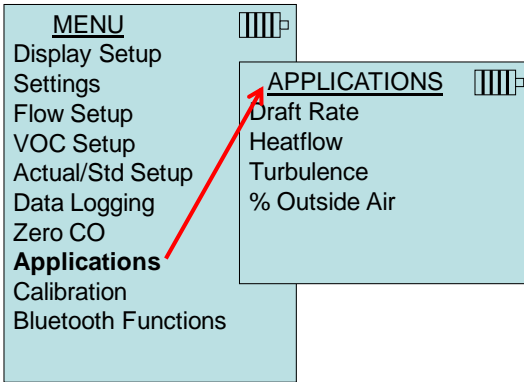 MENU
Display Setup
Settings
Flow Setup
VOC Setup
Actual/Std Setup
Data Logging
Zero CO
Applications
Calibration
Bluetooth Functions
APPLICATIONS
Draft Rate
Heatflow
Turbulence
% Outside Air